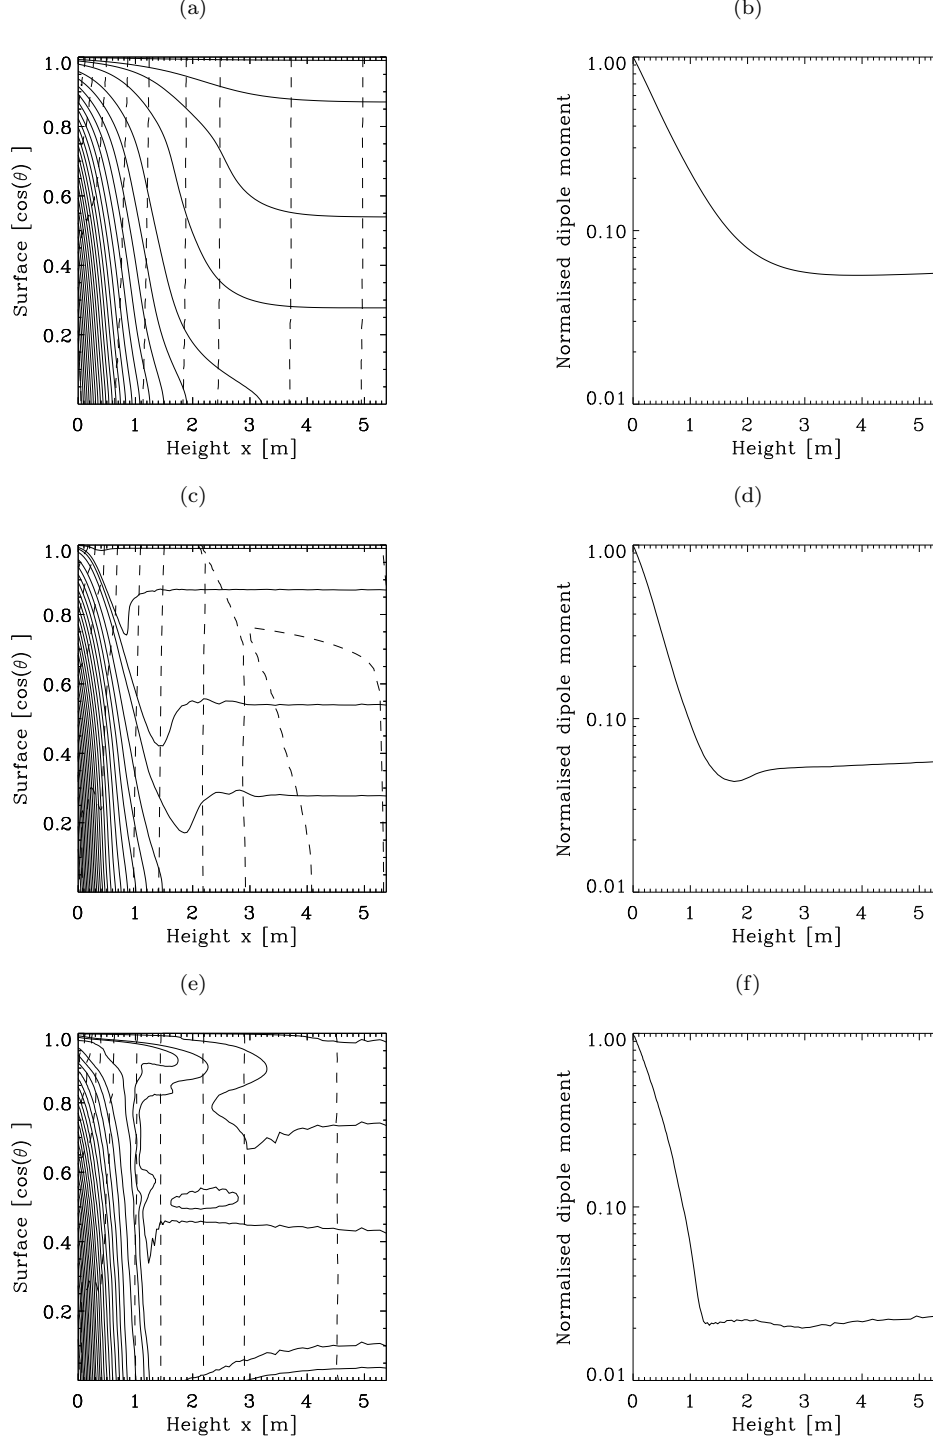 (a)
(b)
Surface [cos(θ) ]
1.0
0.8
0.6
0.4
0.2
0 1 2 3 4 5
Height x [m]
Normalised dipole moment
1.00
0.10
0.01
0 1 2 3 4 5
Height [m]
(c)
(d)
Surface [cos(θ) ]
1.0
0.8
0.6
0.4
0.2
0 1 2 3 4 5
Height x [m]
Normalised dipole moment
1.00
0.10
0.01
0 1 2 3 4 5
Height [m]
(e)
(f)
Surface [cos(θ) ]
1.0
0.8
0.6
0.4
0.2
0 1 2 3 4 5
Height x [m]
Normalised dipole moment
1.00
0.10
0.01
0 1 2 3 4 5
Height [m]